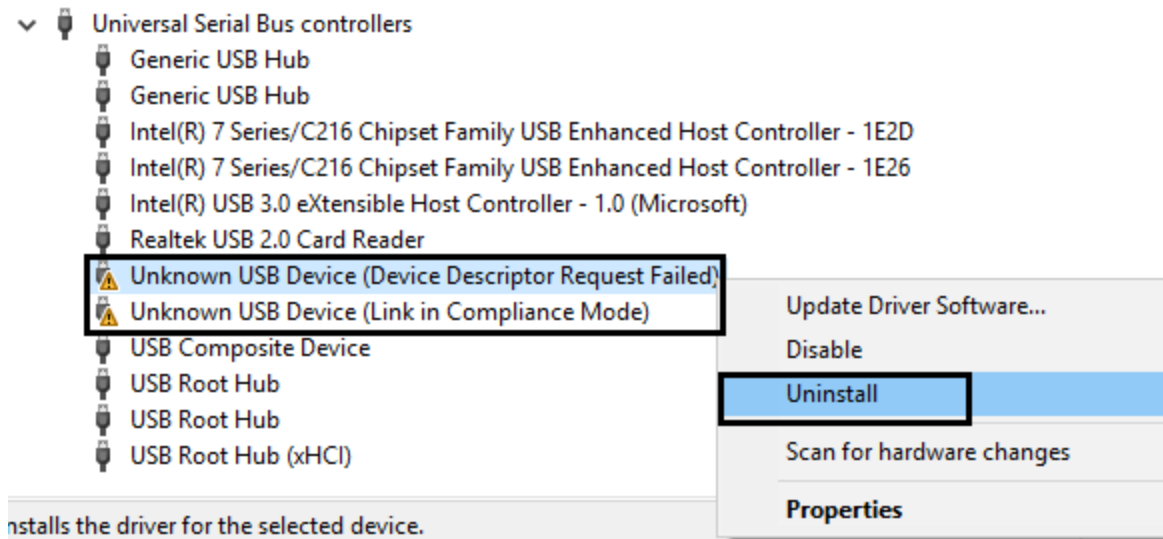 Universal Serial Bus controllers
Generic USB Hub
Generic USB Hub
Intel(R) 7 Series/C216 Chipset Family USB Enhanced Host Controller - 1E2D
Intel(R) 7 Series/C216 Chipset Family USB Enhanced Host Controller - 1E26
Intel(R) USB 3.0 eXtensible Host Controller - 1.0 (Microsoft)
Realtek USB 2.0 Card Reader
Unknown USB Device (Device Descriptor Request Failed)
Unknown USB Device (Link in Compliance Mode)
USB Composite Device
USB Root Hub
USB Root Hub
USB Root Hub (xHCI)
Update Driver Software...
Disable
Uninstall
Scan for hardware changes
Properties
nstalls the driver for the selected device.